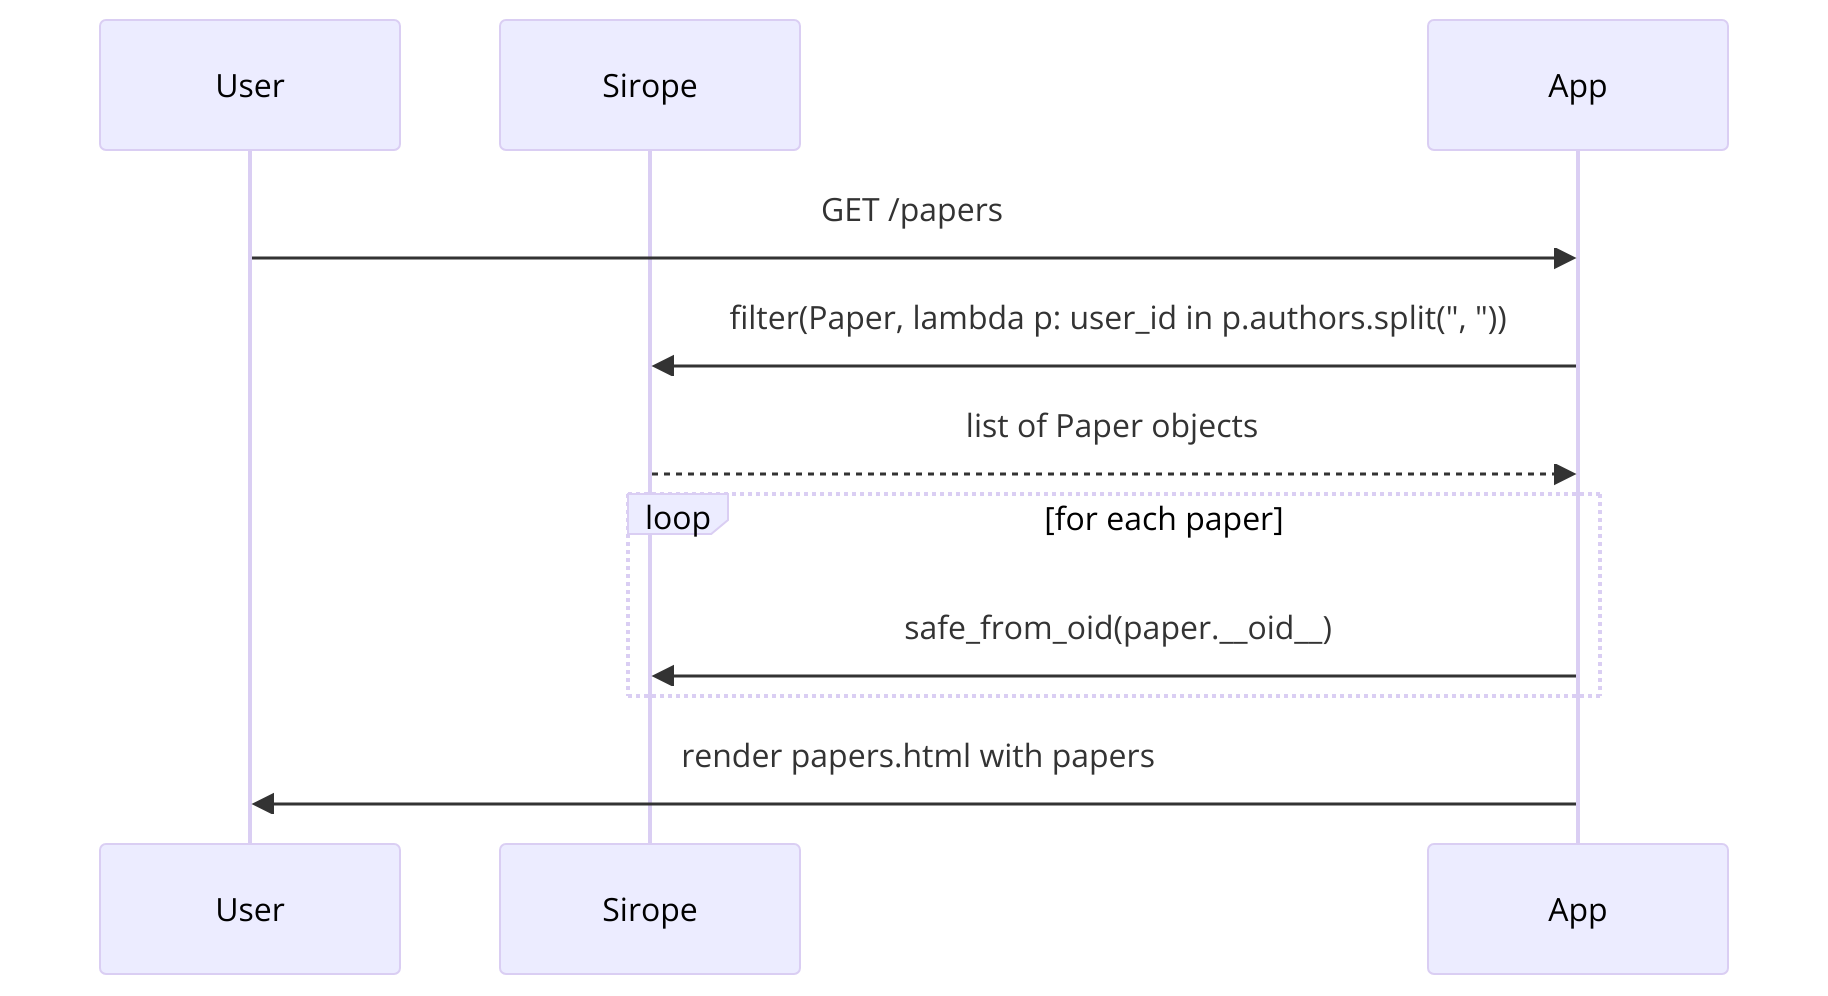 User
Sirope
App
GET /papers
filter(Paper, lambda p: user_id in p.authors.split(", "))
list of Paper objects
loop
[for each paper]
safe_from_oid(paper.__oid__)
render papers.html with papers
User
Sirope
App